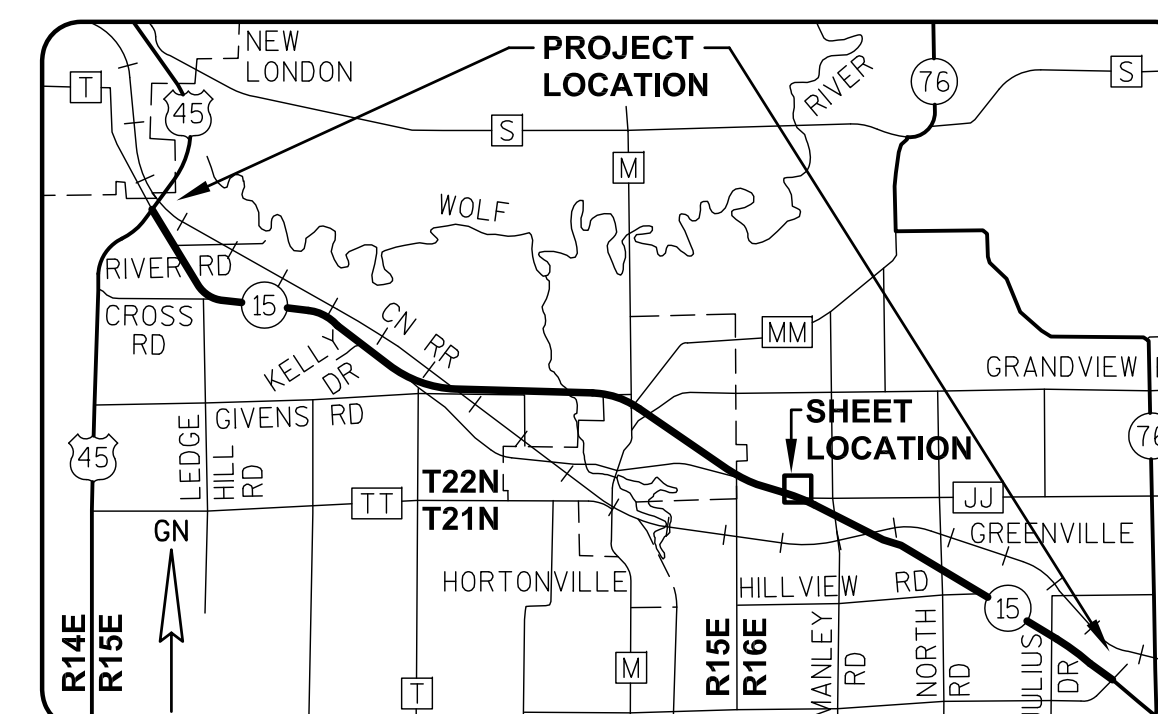 NEW
LONDON
PROJECT
LOCATION
RIVER
76
S
T
45
S
M
WOLF
RIVER RD
15
CROSS
RD
CN RR
KELLY
DR
MM
GRANDVIEW
GIVENS RD
SHEET
LOCATION
45
LEDGE
HILL
RD
T22N
T21N
TT
JJ
GN
GREENVILLE
HORTONVILLE
HILLVIEW RD
15
R14E
R15E
R15E
R16E
MANLEY
RD
NORTH
RD
JULIUS
DR
M
T